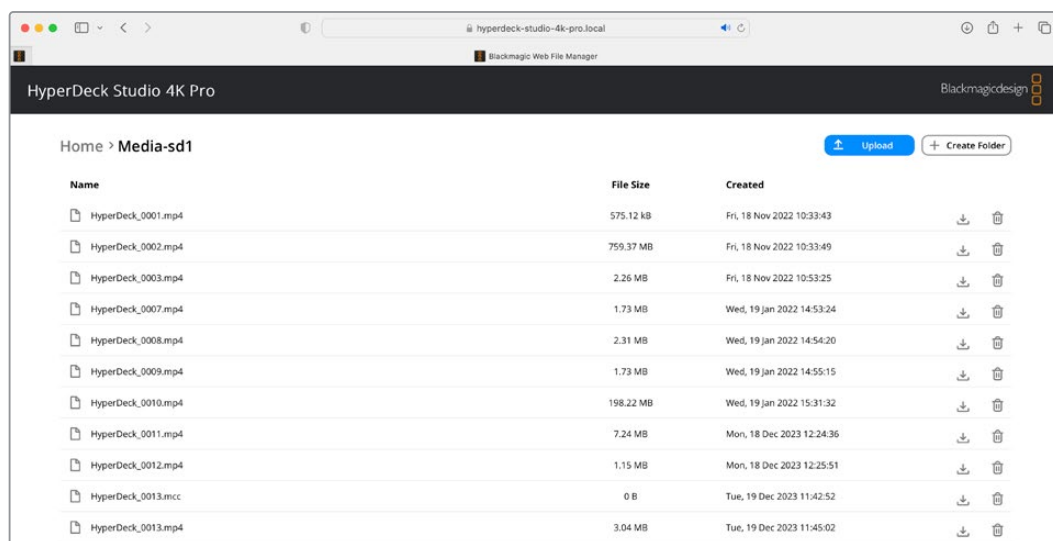 hyperdeck-studio-4k-pro.local
Blackmagic Web File Manager
HyperDeck Studio 4K Pro
Blackmagicdesign
Home > Media-sd1
Upload
+ Create Folder
Name File Size Created
HyperDeck_0001.mp4 575.12 kB Fri, 18 Nov 2022 10:33:43
HyperDeck_0002.mp4 759.37 MB Fri, 18 Nov 2022 10:33:49
HyperDeck_0003.mp4 2.26 MB Fri, 18 Nov 2022 10:53:25
HyperDeck_0007.mp4 1.73 MB Wed, 19 Jan 2022 14:53:24
HyperDeck_0008.mp4 2.31 MB Wed, 19 Jan 2022 14:54:20
HyperDeck_0009.mp4 1.73 MB Wed, 19 Jan 2022 14:55:15
HyperDeck_0010.mp4 198.22 MB Wed, 19 Jan 2022 15:31:32
HyperDeck_0011.mp4 7.24 MB Mon, 18 Dec 2023 12:24:36
HyperDeck_0012.mp4 1.15 MB Mon, 18 Dec 2023 12:25:51
HyperDeck_0013.mcc 0 B Tue, 19 Dec 2023 11:42:52
HyperDeck_0013.mp4 3.04 MB Tue, 19 Dec 2023 11:45:02